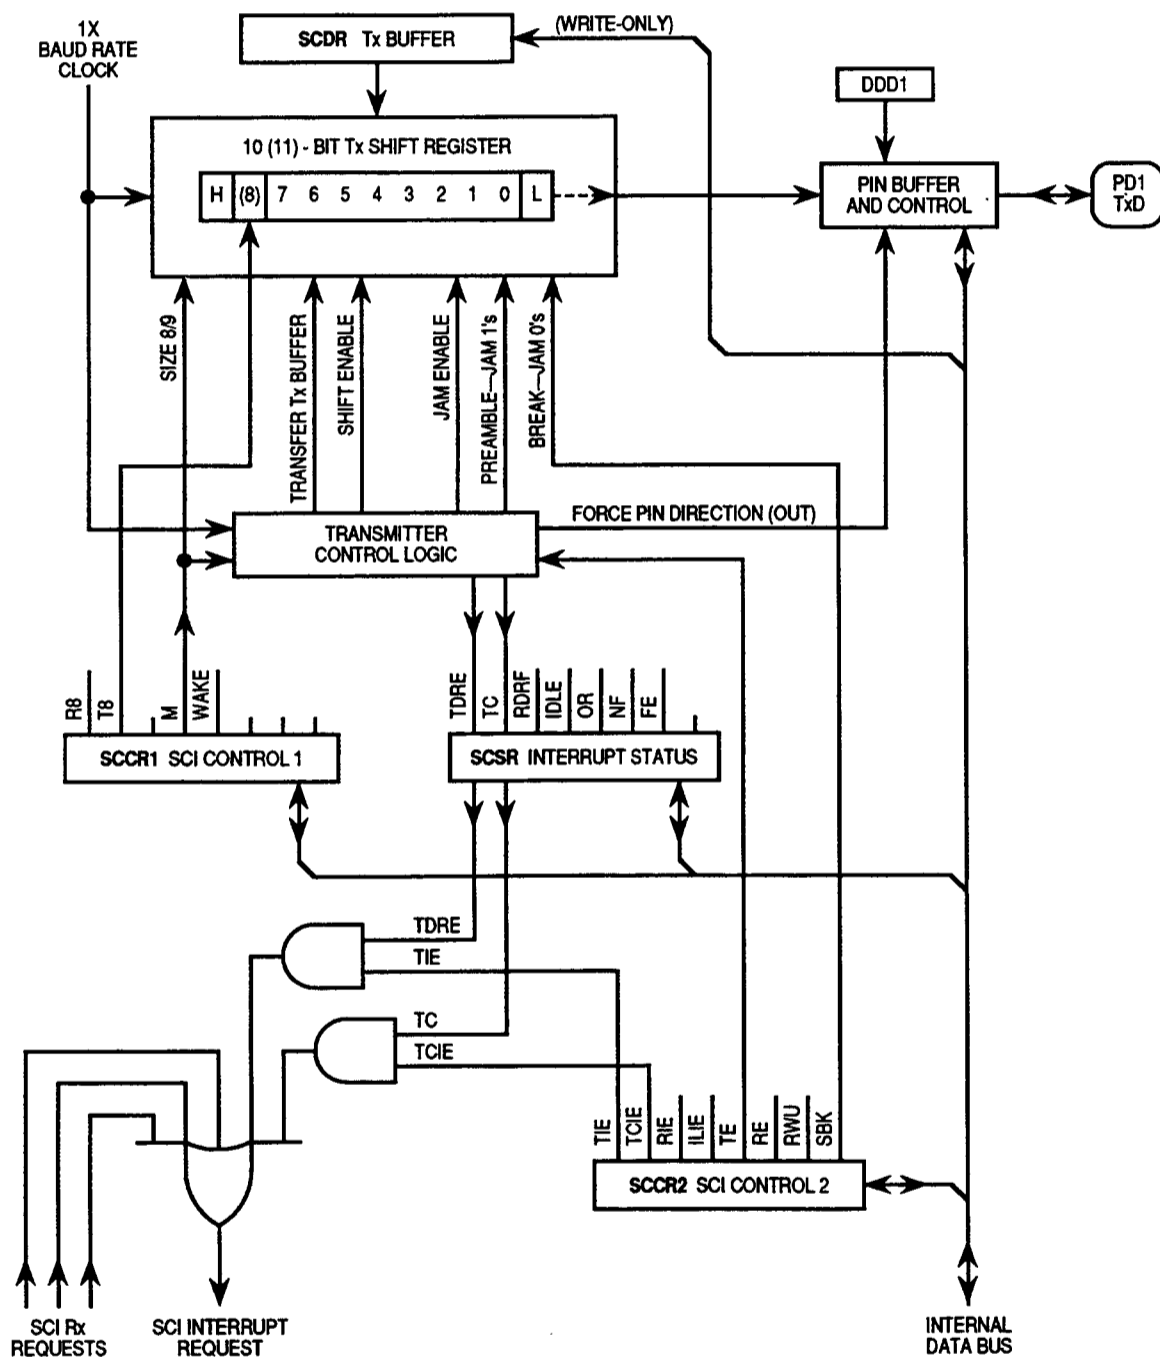 1X
BAUD RATE
CLOCK
SCDR Tx BUFFER
(WRITE-ONLY)
DDD1
10 (11) - BIT Tx SHIFT REGISTER
H (8) 7 6 5 4 3 2 1 0 L
PIN BUFFER
AND CONTROL
PD1
TxD
SIZE 8/9
TRANSFER Tx BUFFER
SHIFT ENABLE
JAM ENABLE
PREAMBLE—JAM 1's
BREAK—JAM 0's
FORCE PIN DIRECTION (OUT)
TRANSMITTER
CONTROL LOGIC
R8
T8
M
WAKE
SCCR1 SCI CONTROL 1
TDRE
TC
RDRF
IDLE
OR
NF
FE
SCSR INTERRUPT STATUS
TDRE
TIE
TC
TCIE
TIE
TCIE
RIE
ILIE
TE
RE
RWU
SBK
SCCR2 SCI CONTROL 2
SCI Rx
REQUESTS
SCI INTERRUPT
REQUEST
INTERNAL
DATA BUS